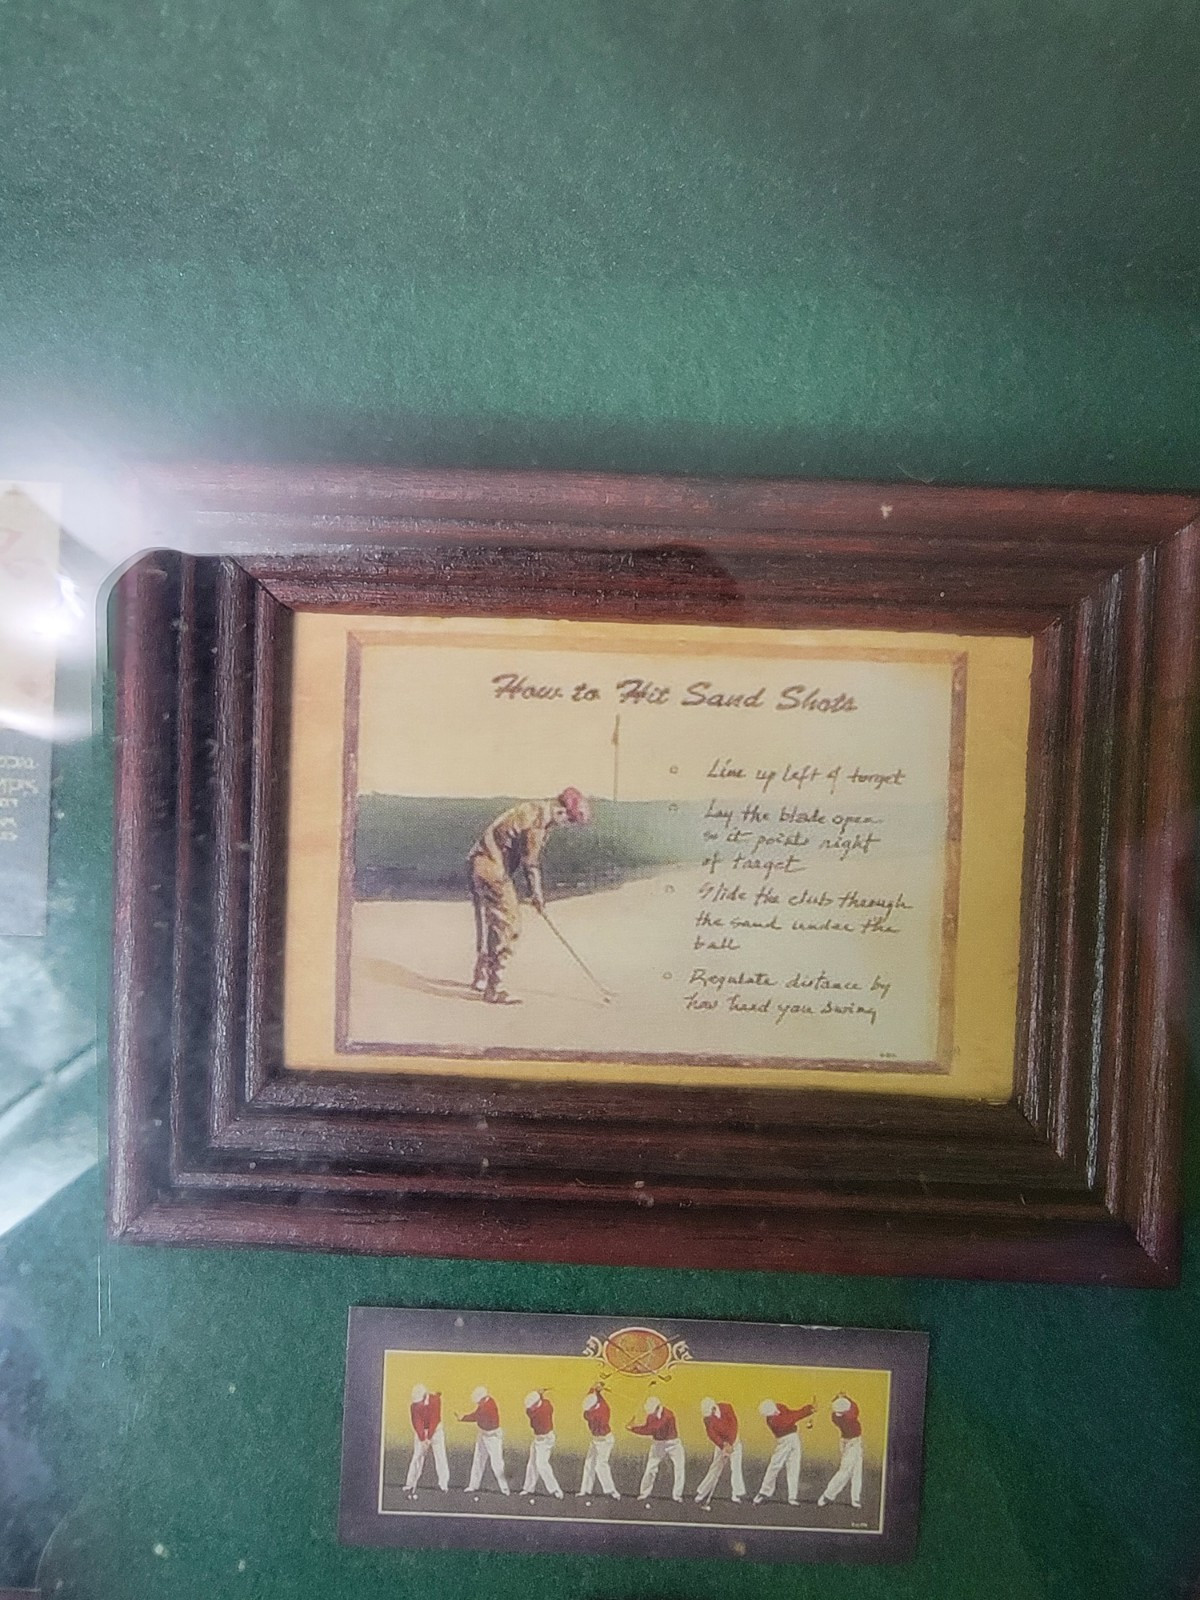 How to Hit Sand Shots
Line up left of target
Lay the blade open
so it points right
of target
Slide the club through
the sand under the
ball
Regulate distance by
how hard you swing